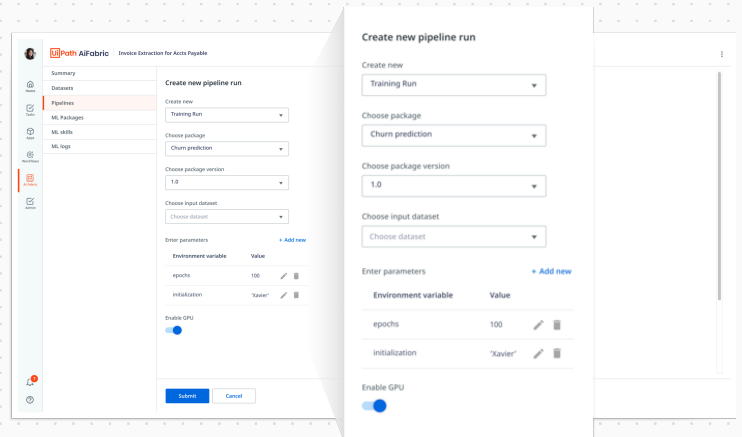 UiPath AiFabric
Invoice Extraction for Accts Payable
Home
Tasks
Apps
Workflows
AI Fabric
Admin
Summary
Datasets
Pipelines
ML Packages
ML skills
ML logs
Create new pipeline run
Create new
Training Run
Choose package
Churn prediction
Choose package version
1.0
Choose input dataset
Choose dataset
Enter parameters + Add new
Environment variable Value
epochs 100
initialization 'Xavier'
Enable GPU
Submit Cancel
Create new pipeline run
Create new
Training Run
Choose package
Churn prediction
Choose package version
1.0
Choose input dataset
Choose dataset
Enter parameters + Add new
Environment variable Value
epochs 100
initialization 'Xavier'
Enable GPU